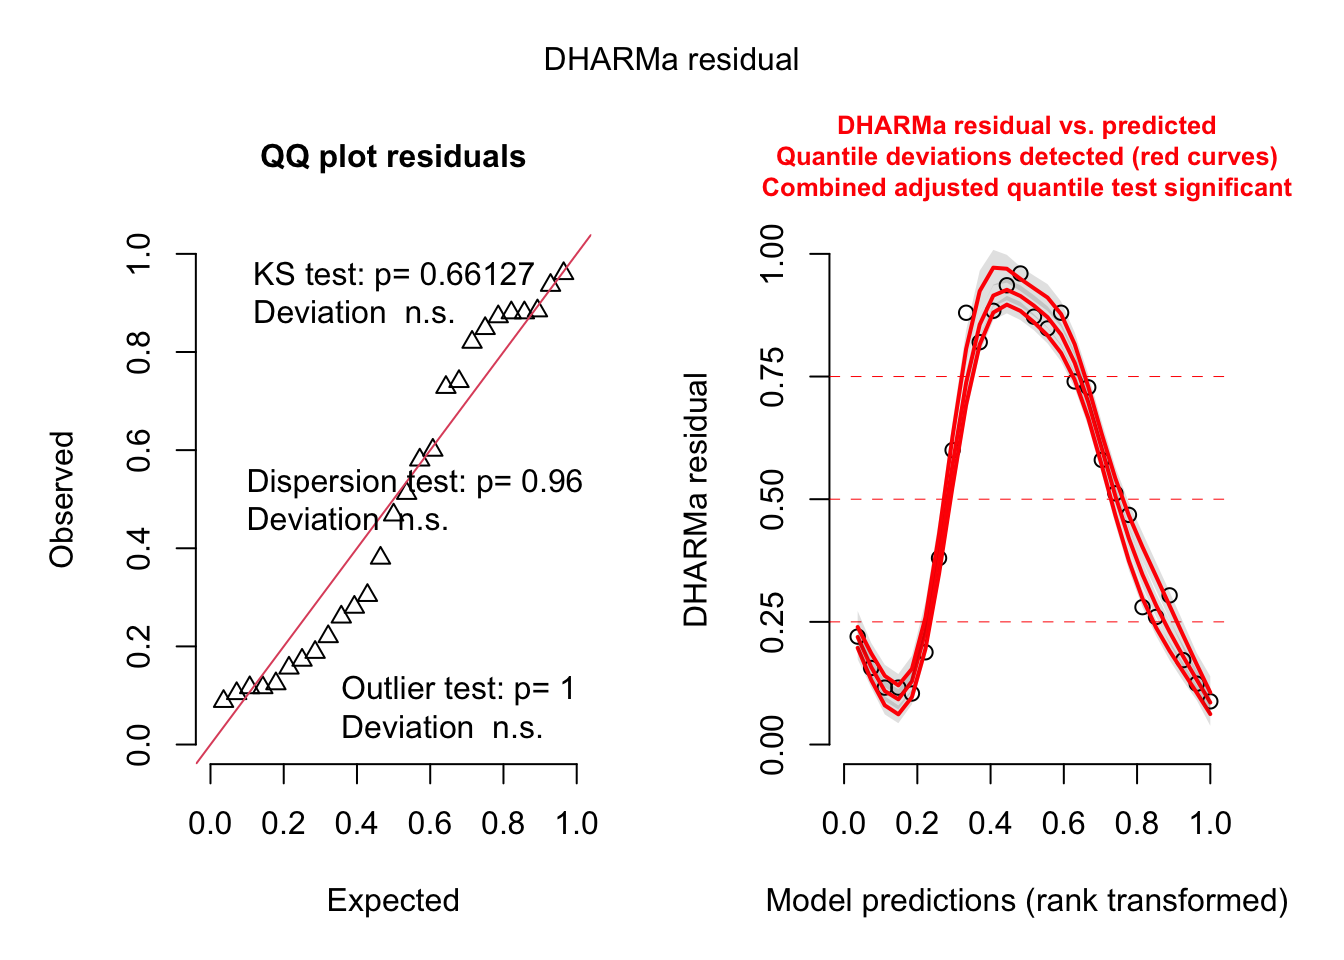 DHARMa residual
QQ plot residuals
KS test: p= 0.66127
Deviation n.s.
Dispersion test: p= 0.96
Deviation n.s.
Outlier test: p= 1
Deviation n.s.
Observed
0.0 0.2 0.4 0.6 0.8 1.0
0.0 0.2 0.4 0.6 0.8 1.0
Expected
DHARMa residual vs. predicted
Quantile deviations detected (red curves)
Combined adjusted quantile test significant
DHARMa residual
0.00 0.25 0.50 0.75 1.00
0.0 0.2 0.4 0.6 0.8 1.0
Model predictions (rank transformed)